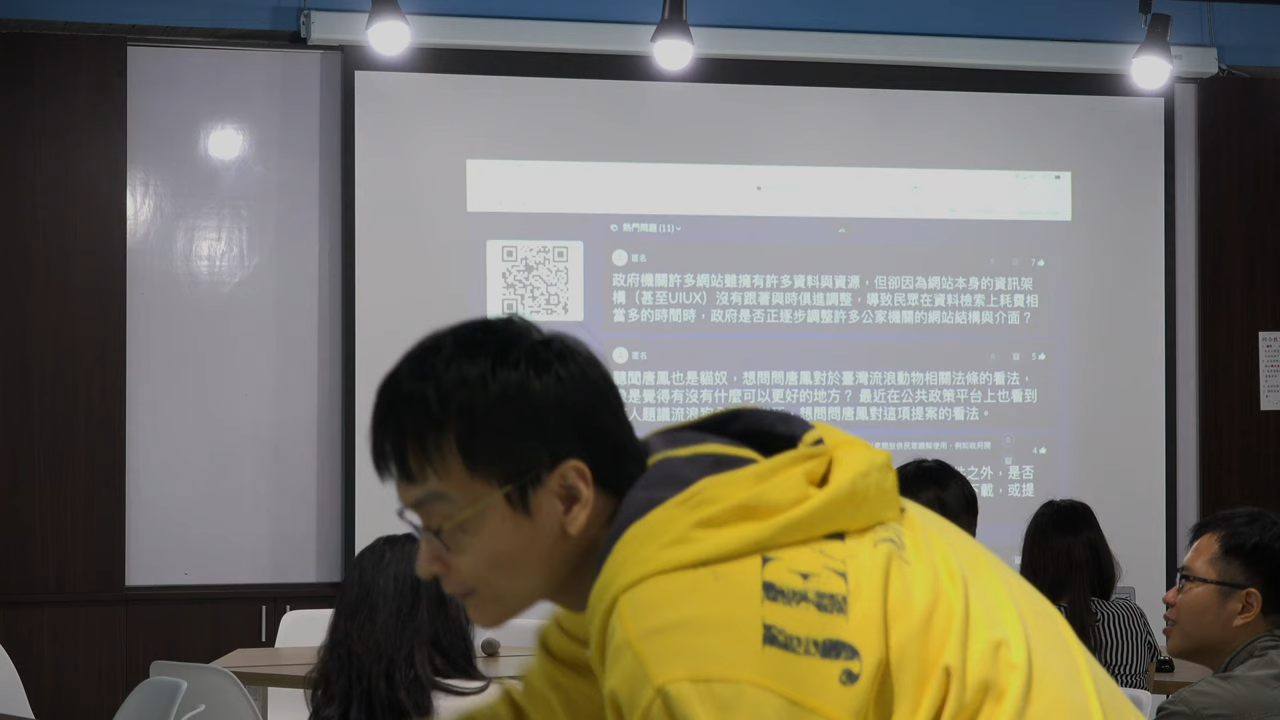 熱門問題 (11)
匿名
7
政府機關許多網站雖擁有許多資料與資源，但卻因為網站本身的資訊架
構（甚至UIUX）沒有跟著與時俱進調整，導致民眾在資料檢索上耗費相
當多的時間時，政府是否正逐步調整許多公家機關的網站結構與介面？
匿名
5
聽聞唐鳳也是貓奴，想問問唐鳳對於臺灣流浪動物相關法條的看法，
是覺得有沒有什麼可以更好的地方？ 最近在公共政策平台上也看到
人題議流浪
，想問問唐鳳對這項提案的看法。
4
之外，是否
下載，或提